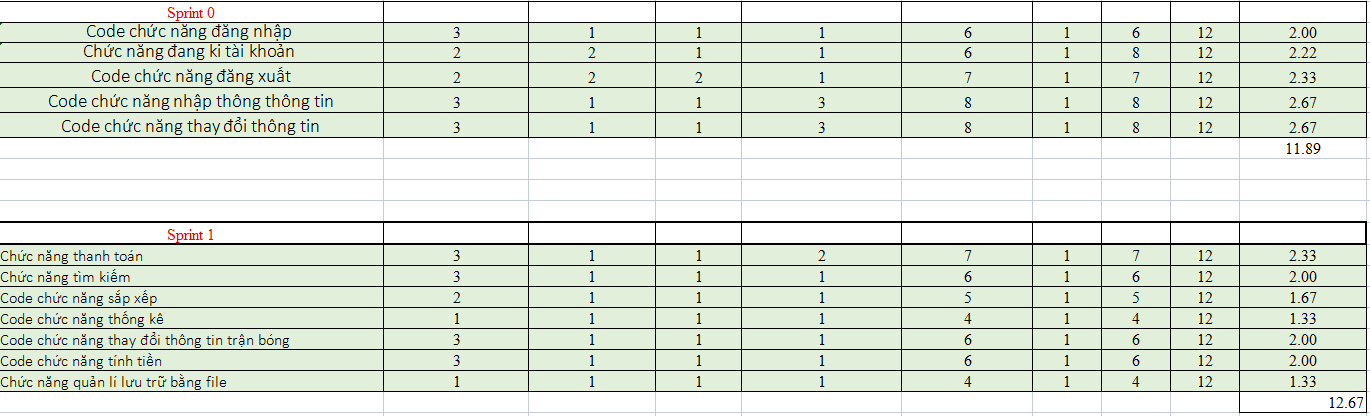 Sprint 0
Code chức năng đăng nhập 3 1 1 1 6 1 6 12 2.00
Chức năng đang kí tài khoản 2 2 1 1 6 1 8 12 2.22
Code chức năng đăng xuất 2 2 2 1 7 1 7 12 2.33
Code chức năng nhập thông thông tin 3 1 1 3 8 1 8 12 2.67
Code chức năng thay đổi thông tin 3 1 1 3 8 1 8 12 2.67
11.89
Sprint 1
Chức năng thanh toán 3 1 1 2 7 1 7 12 2.33
Chức năng tìm kiếm 3 1 1 1 6 1 6 12 2.00
Code chức năng sắp xếp 2 1 1 1 5 1 5 12 1.67
Code chức năng thống kê 1 1 1 1 4 1 4 12 1.33
Code chức năng thay đổi thông tin trận bóng 3 1 1 1 6 1 6 12 2.00
Code chức năng tính tiền 3 1 1 1 6 1 6 12 2.00
Chức năng quản lí lưu trữ bằng file 1 1 1 1 4 1 4 12 1.33
12.67